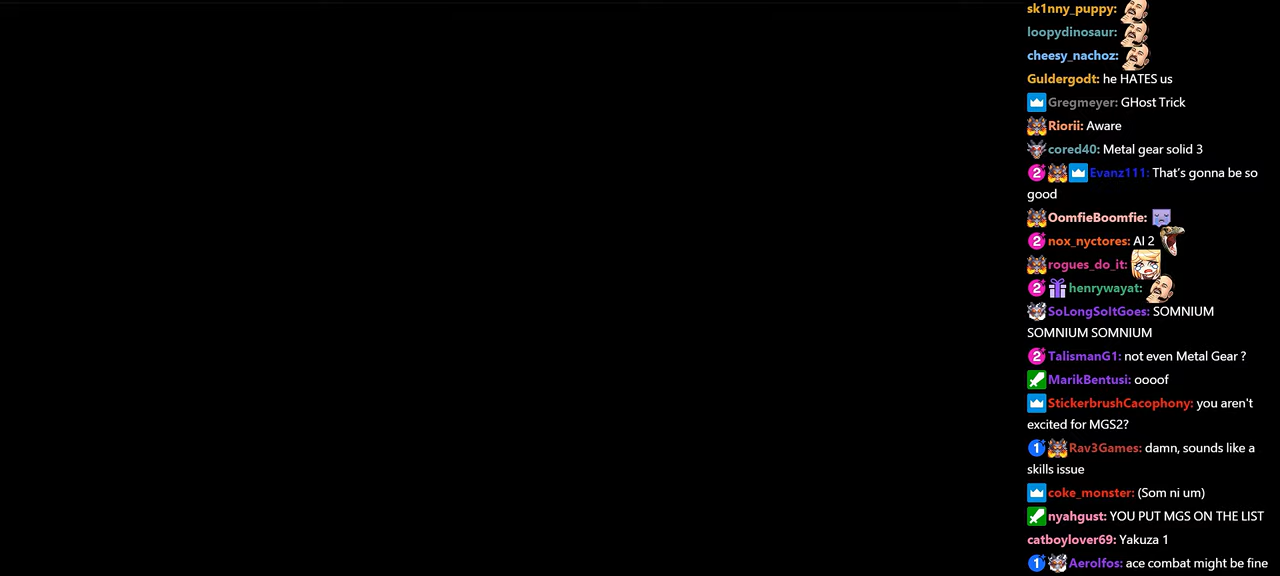 sk1nny_puppy:
loopydinosaur:
cheesy_nachoz:
Guldergodt: he HATES us
Gregmeyer: GHost Trick
Riorii: Aware
cored40: Metal gear solid 3
2 Evanz111: That's gonna be so
good
OomfieBoomfie:
2 nox_nyctores: AI 2
rogues_do_it:
2 henrywayat:
SoLongSoItGoes: SOMNIUM
SOMNIUM SOMNIUM
2 TalismanG1: not even Metal Gear ?
MarikBentusi: oooof
StickerbrushCacophony: you aren't
excited for MGS2?
1 Rav3Games: damn, sounds like a
skills issue
coke_monster: (Som ni um)
nyahgust: YOU PUT MGS ON THE LIST
catboylover69: Yakuza 1
1 Aerolfos: ace combat might be fine